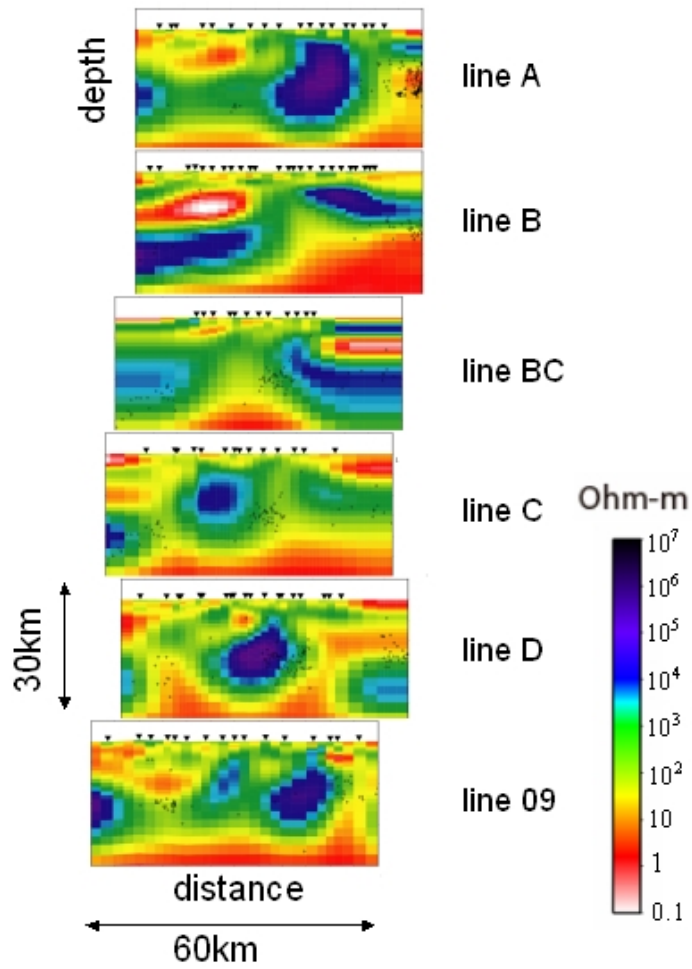 depth
line A
line B
line BC
line C
Ohm-m
10⁷
10⁶
10⁵
10⁴
10³
10²
10
1
0.1
30km
line D
line 09
distance
60km